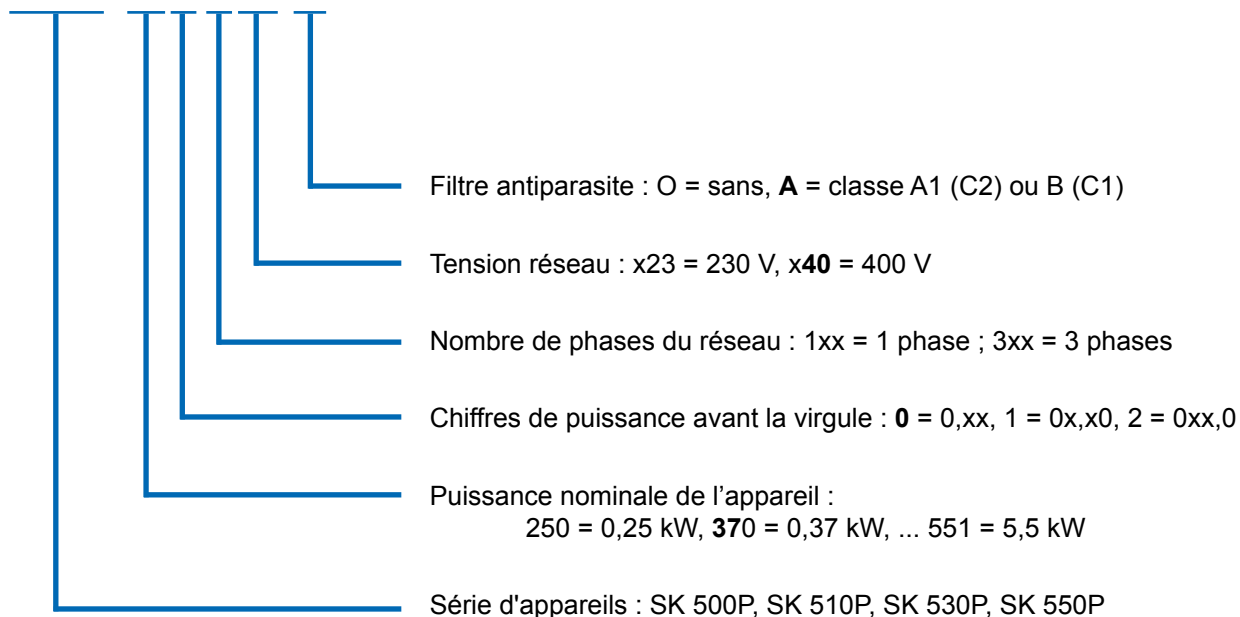 Filtre antiparasite : O = sans, A = classe A1 (C2) ou B (C1)
Tension réseau : x23 = 230 V, x40 = 400 V
Nombre de phases du réseau : 1xx = 1 phase ; 3xx = 3 phases
Chiffres de puissance avant la virgule : 0 = 0,xx, 1 = 0x,x0, 2 = 0xx,0
Puissance nominale de l’appareil :
250 = 0,25 kW, 370 = 0,37 kW, ... 551 = 5,5 kW
Série d'appareils : SK 500P, SK 510P, SK 530P, SK 550P